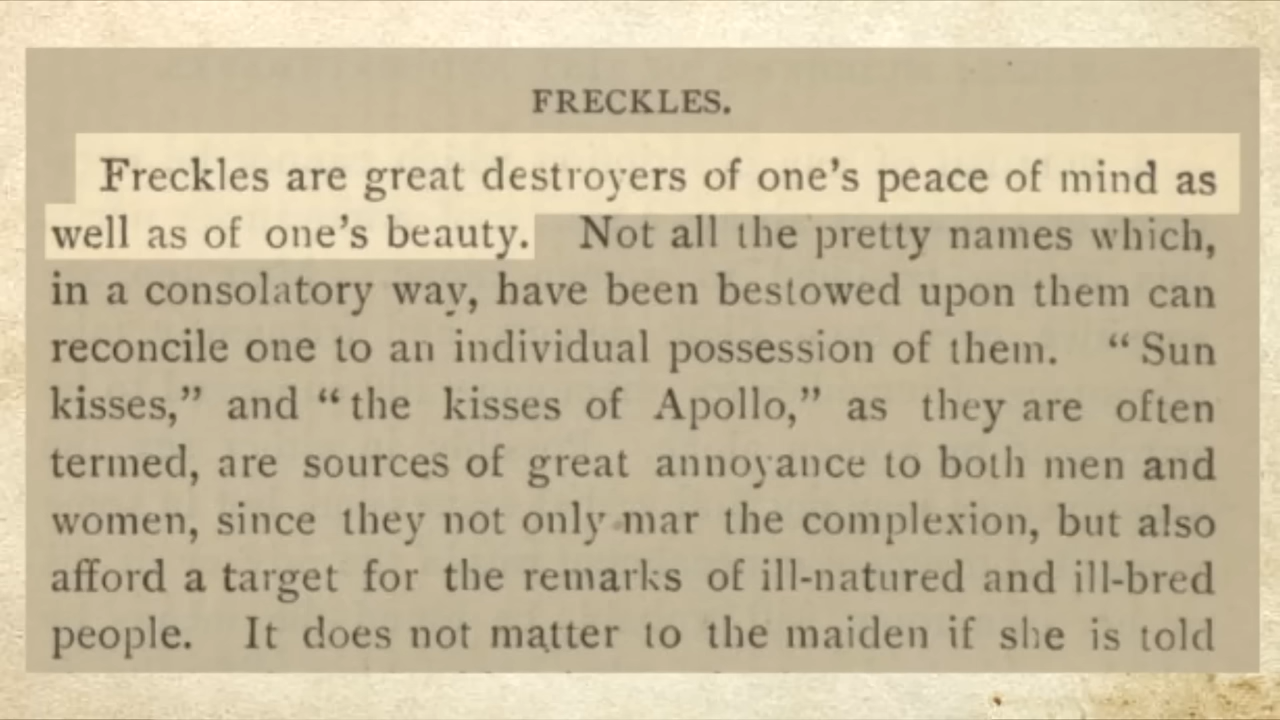 FRECKLES.
Freckles are great destroyers of one's peace of mind as
well as of one's beauty. Not all the pretty names which,
in a consolatory way, have been bestowed upon them can
reconcile one to an individual possession of them. “Sun
kisses,” and “the kisses of Apollo,” as they are often
termed, are sources of great annoyance to both men and
women, since they not only mar the complexion, but also
afford a target for the remarks of ill-natured and ill-bred
people. It does not matter to the maiden if she is told